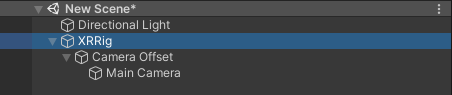 New Scene*
Directional Light
XRRig
Camera Offset
Main Camera